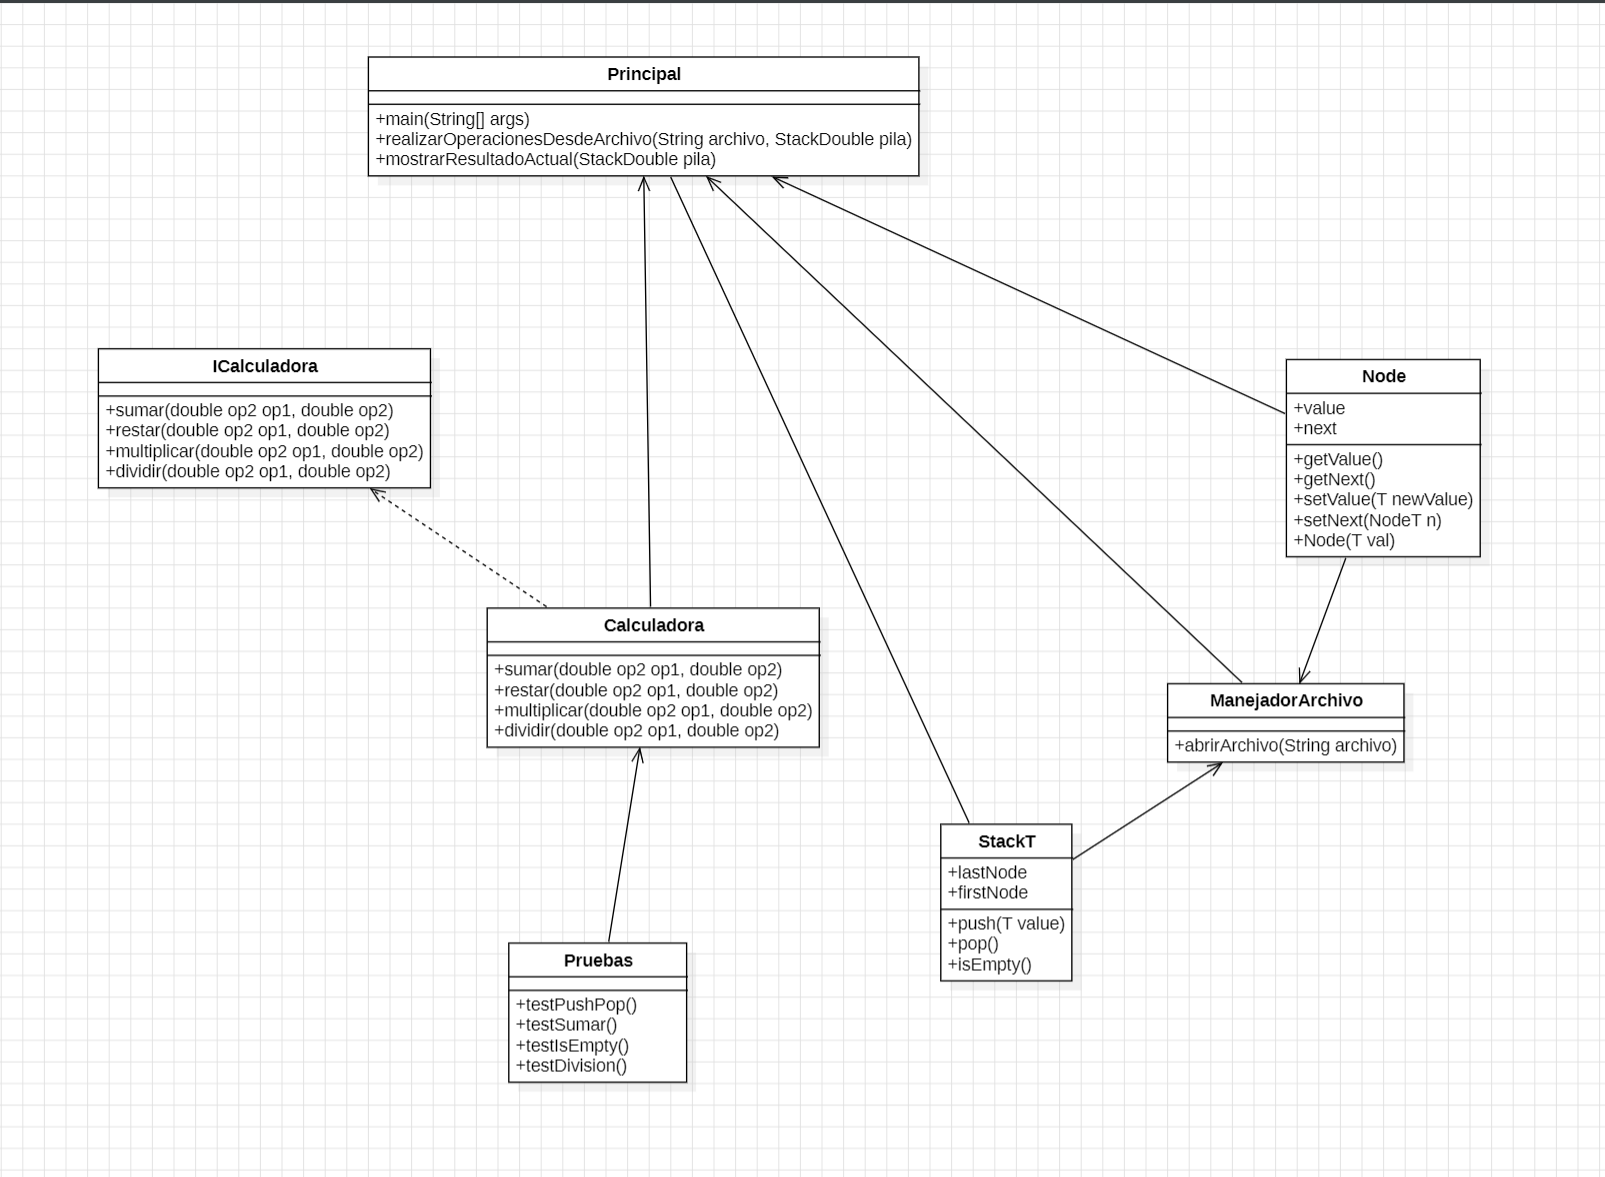 Principal
+main(String[] args)
+realizarOperacionesDesdeArchivo(String archivo, StackDouble pila)
+mostrarResultadoActual(StackDouble pila)
ICalculadora
+sumar(double op2 op1, double op2)
+restar(double op2 op1, double op2)
+multiplicar(double op2 op1, double op2)
+dividir(double op2 op1, double op2)
Node
+value
+next
+getValue()
+getNext()
+setValue(T newValue)
+setNext(NodeT n)
+Node(T val)
Calculadora
+sumar(double op2 op1, double op2)
+restar(double op2 op1, double op2)
+multiplicar(double op2 op1, double op2)
+dividir(double op2 op1, double op2)
ManejadorArchivo
+abrirArchivo(String archivo)
StackT
+lastNode
+firstNode
+push(T value)
+pop()
+isEmpty()
Pruebas
+testPushPop()
+testSumar()
+testIsEmpty()
+testDivision()